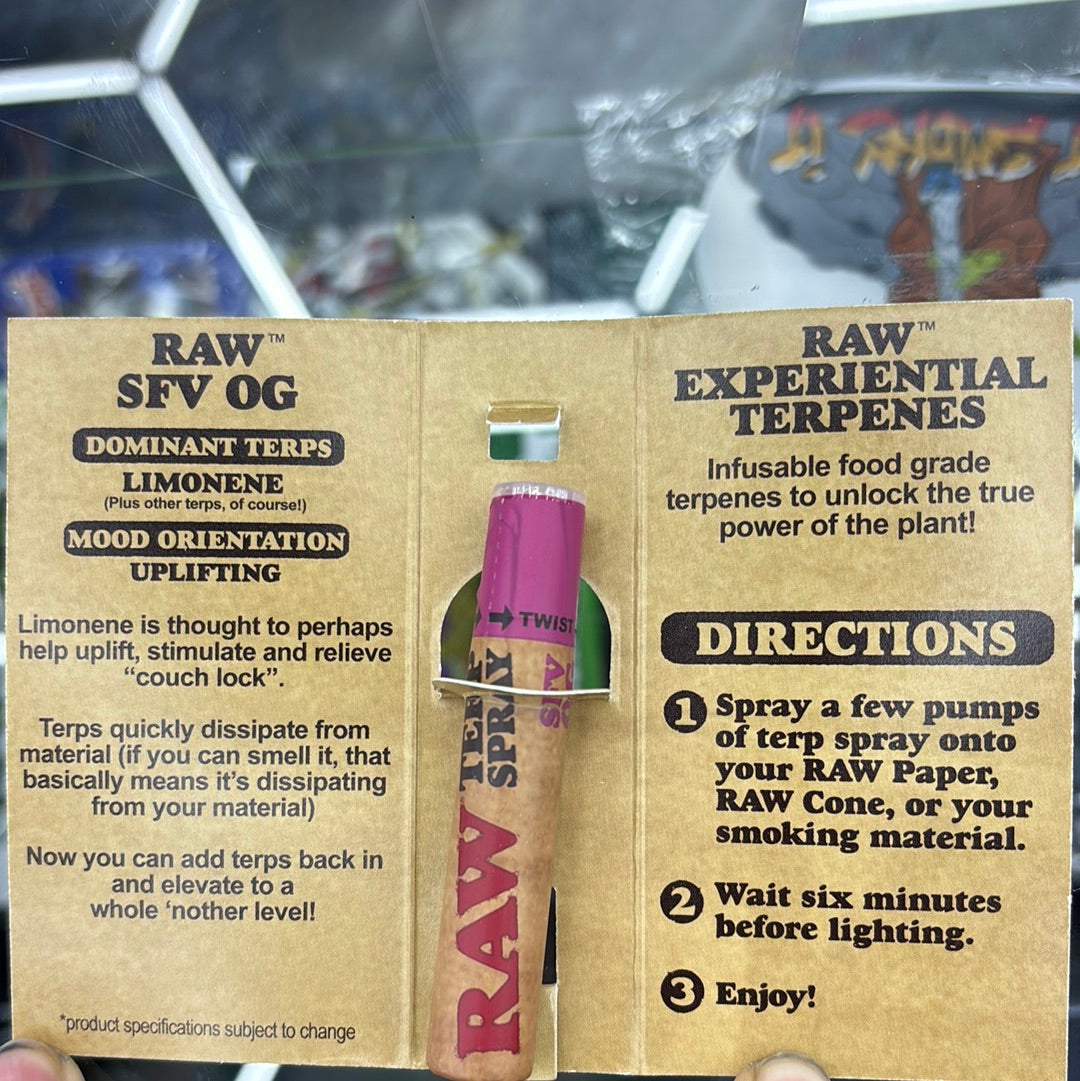 RAW™
SFV OG
DOMINANT TERPS
LIMONENE
(Plus other terps, of course!)
MOOD ORIENTATION
UPLIFTING
Limonene is thought to perhaps
help uplift, stimulate and relieve
“couch lock”.
Terps quickly dissipate from
material (if you can smell it, that
basically means it’s dissipating
from your material)
Now you can add terps back in
and elevate to a
whole ‘nother level!
*product specifications subject to change
TWIST
RAW
TERP
SPRAY
SFV
RAW™
EXPERIENTIAL
TERPENES
Infusable food grade
terpenes to unlock the true
power of the plant!
DIRECTIONS
1 Spray a few pumps
of terp spray onto
your RAW Paper,
RAW Cone, or your
smoking material.
2 Wait six minutes
before lighting.
3 Enjoy!